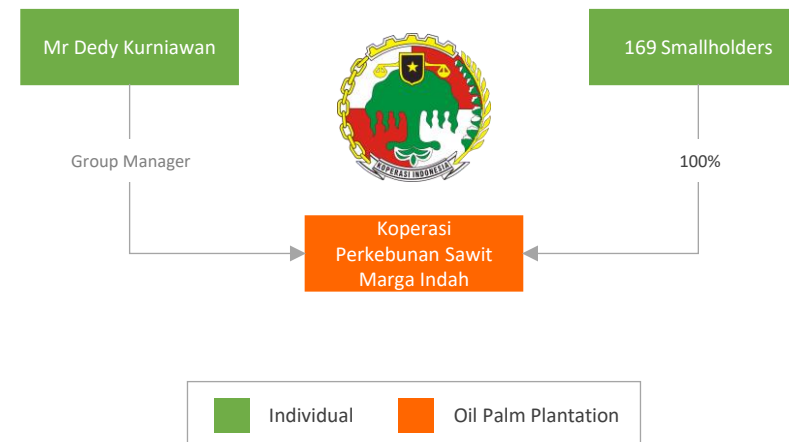 Mr Dedy Kurniawan
169 Smallholders
KOPERASI INDONESIA
Group Manager
100%
Koperasi
Perkebunan Sawit
Marga Indah
Individual
Oil Palm Plantation